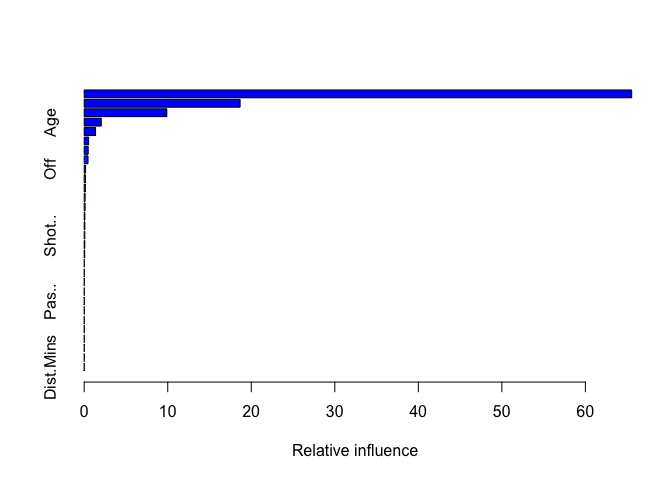 Age
Off
Shot..
Pas..
Mins
Dist.
0 10 20 30 40 50 60
Relative influence